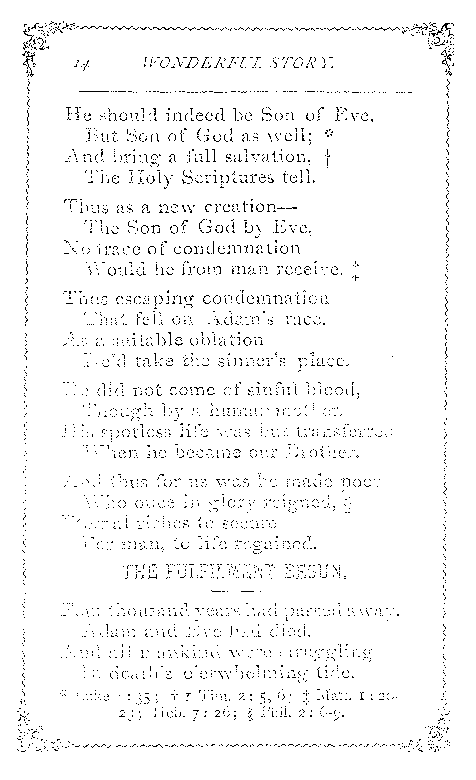 14 WONDERFUL STORY.
He should indeed be Son of Eve,
But Son of God as well; *
And bring a full salvation, †
The Holy Scriptures tell.
Thus as a new creation—
The Son of God by Eve,
No trace of condemnation
Would he from man receive. ‡
Thus escaping condemnation
That fell on Adam's race,
As a suitable oblation
He'd take the sinner's place.
He did not come of sinful blood,
Though by a human mother.
His spotless life was but transferred
When he became our Brother.
And thus for us was he made poor
Who once in glory reigned, §
Eternal riches to secure
For man, to life regained.
THE FULFILMENT BEGUN.
Four thousand years had passed away.
Adam and Eve had died.
And all mankind were struggling
In death's o'erwhelming tide.
* Luke 1:35; † 1 Tim. 2:5, 6; ‡ Matt. 1:20-
23; Heb. 7:26; § Phil. 2:6-9.